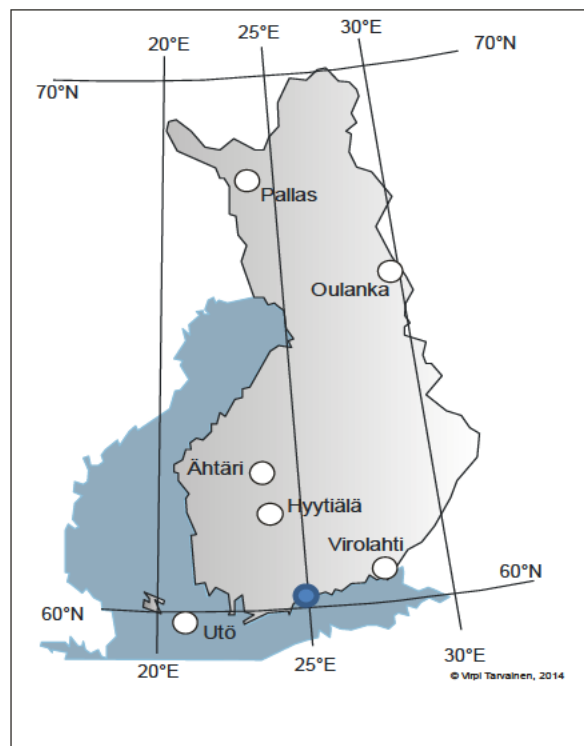 20°E
25°E
30°E
70°N
70°N
Pallas
Oulanka
Ähtäri
Hyytiälä
Virolahti
60°N
60°N
Utö
20°E
25°E
30°E
© Virpi Tarvainen, 2014